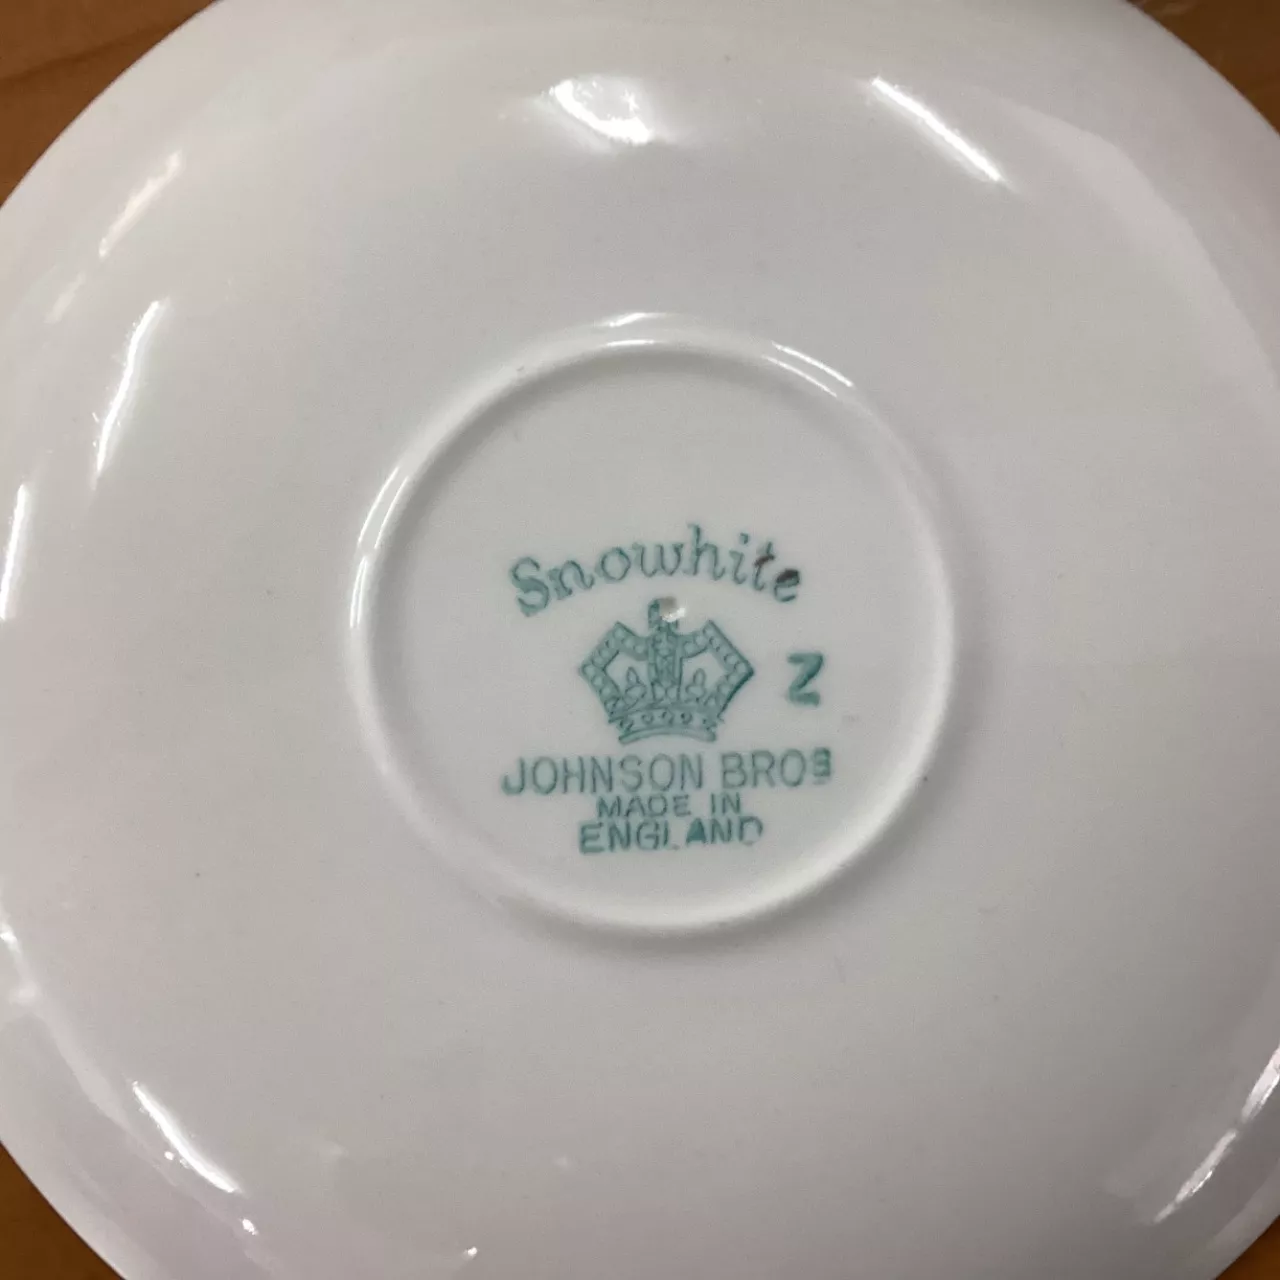 Snowhite
Z
JOHNSON BROS
MADE IN
ENGLAND